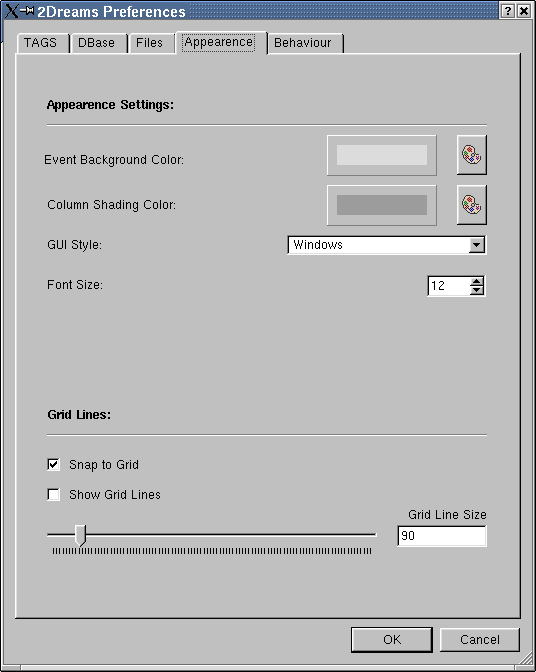 2Dreams Preferences
TAGS DBase Files Appearence Behaviour
Appearence Settings:
Event Background Color:
Column Shading Color:
GUI Style: Windows
Font Size: 12
Grid Lines:
Snap to Grid
Show Grid Lines
Grid Line Size
90
OK Cancel